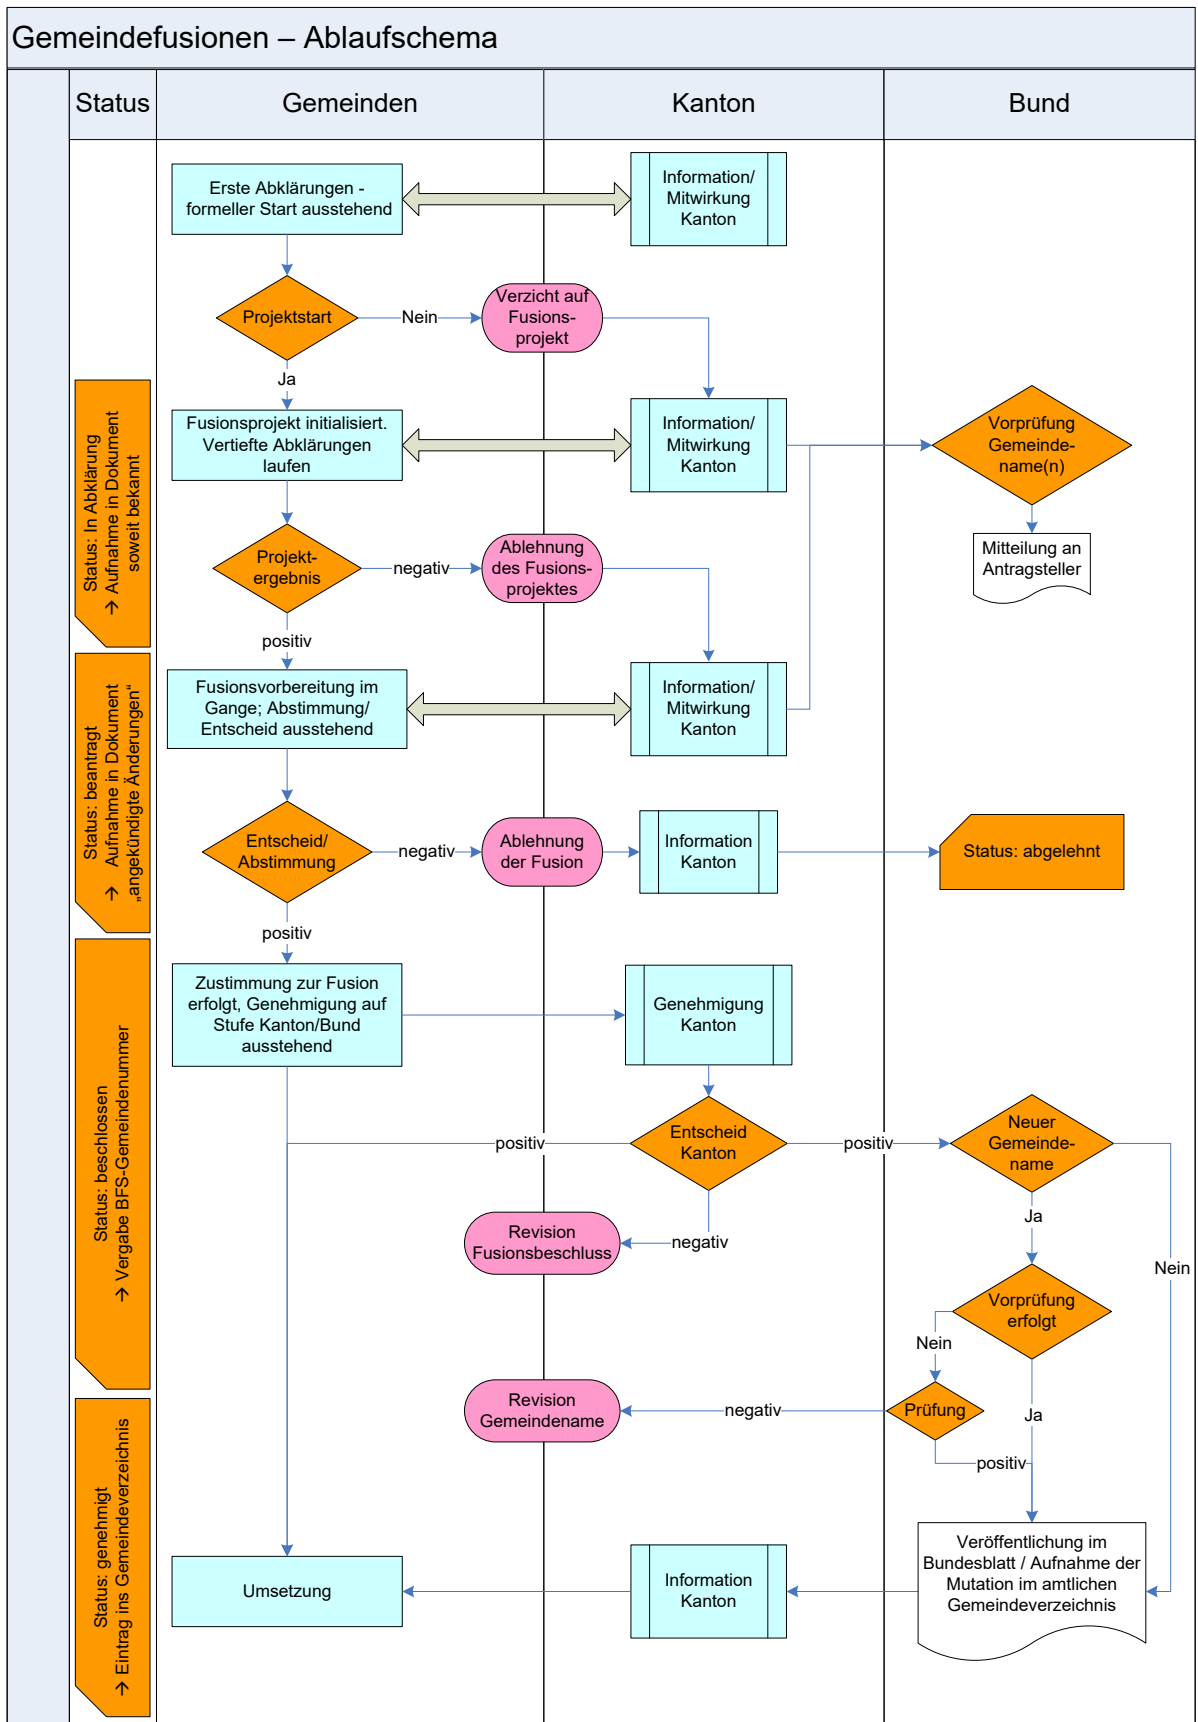 Gemeindefusionen – Ablaufschema
Status
Gemeinden
Kanton
Bund
Erste Abklärungen -
formeller Start ausstehend
Information/
Mitwirkung
Kanton
Projektstart
Nein
Verzicht auf
Fusions-
projekt
Ja
Status: In Abklärung
→ Aufnahme in Dokument
soweit bekannt
Fusionsprojekt initialisiert.
Vertiefte Abklärungen
laufen
Information/
Mitwirkung
Kanton
Vorprüfung
Gemeinde-
name(n)
Mitteilung an
Antragsteller
Projekt-
ergebnis
negativ
Ablehnung
des Fusions-
projektes
positiv
Status: beantragt
→ Aufnahme in Dokument
„angekündigte Änderungen“
Fusionsvorbereitung im
Gange; Abstimmung/
Entscheid ausstehend
Information/
Mitwirkung
Kanton
Entscheid/
Abstimmung
negativ
Ablehnung
der Fusion
Information
Kanton
Status: abgelehnt
positiv
Status: beschlossen
→ Vergabe BFS-Gemeindenummer
Zustimmung zur Fusion
erfolgt, Genehmigung auf
Stufe Kanton/Bund
ausstehend
Genehmigung
Kanton
positiv
Entscheid
Kanton
positiv
Neuer
Gemeinde-
name
negativ
Revision
Fusionsbeschluss
Ja
Nein
Vorprüfung
erfolgt
Nein
Ja
Prüfung
negativ
Revision
Gemeindename
positiv
Status: genehmigt
→ Eintrag ins Gemeindeverzeichnis
Veröffentlichung im
Bundesblatt / Aufnahme der
Mutation im amtlichen
Gemeindeverzeichnis
Information
Kanton
Umsetzung